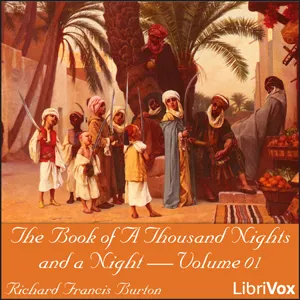 The Book of A Thousand Nights
and a Night — Volume 01
Richard Francis Burton
LibriVox